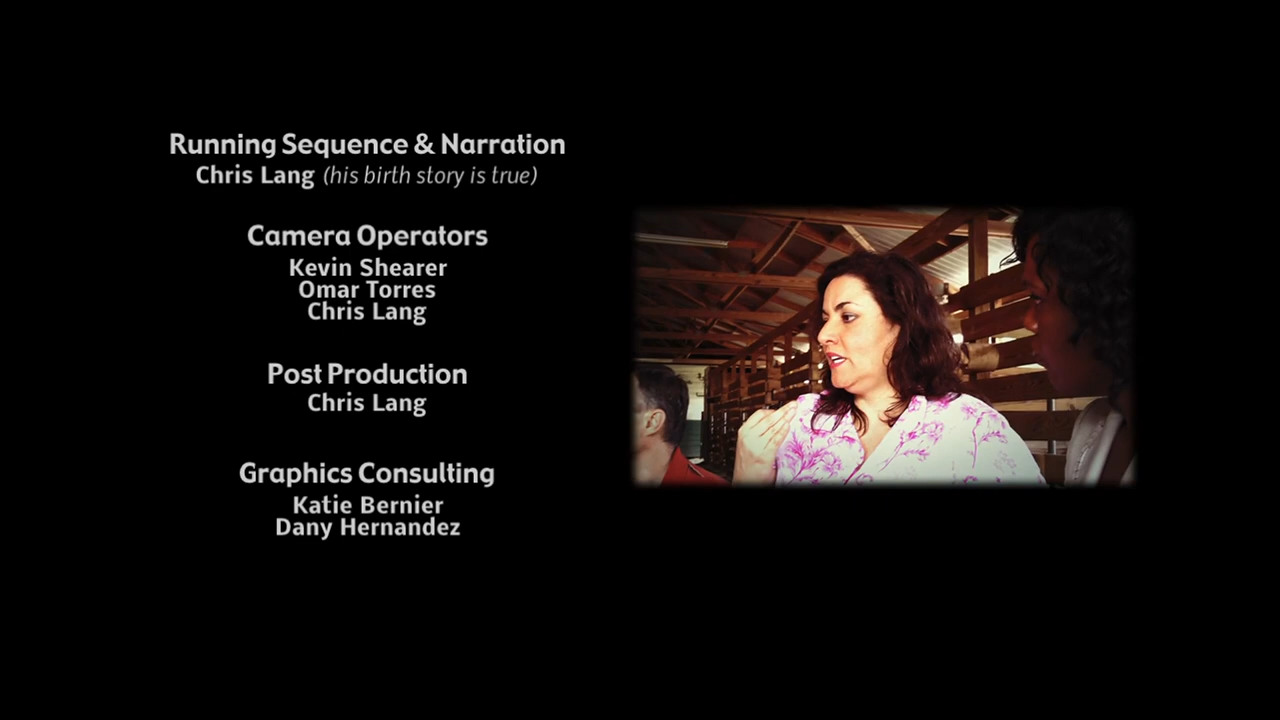 Running Sequence & Narration
Chris Lang (his birth story is true)
Camera Operators
Kevin Shearer
Omar Torres
Chris Lang
Post Production
Chris Lang
Graphics Consulting
Katie Bernier
Dany Hernandez